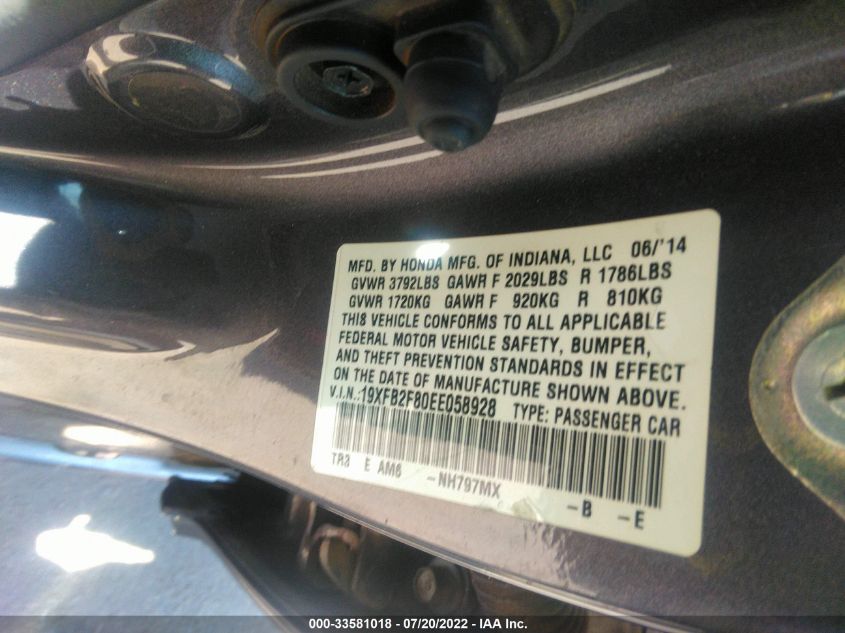 MFD. BY HONDA MFG. OF INDIANA, LLC 06/'14
GVWR 3792LBS GAWR F 2029LBS R 1786LBS
GVWR 1720KG GAWR F 920KG R 810KG
THIS VEHICLE CONFORMS TO ALL APPLICABLE
FEDERAL MOTOR VEHICLE SAFETY, BUMPER,
AND THEFT PREVENTION STANDARDS IN EFFECT
ON THE DATE OF MANUFACTURE SHOWN ABOVE.
V.I.N.:19XFB2F80EE058928 TYPE: PASSENGER CAR
TR3 E AM6 -NH797MX -B -E
000-33581018 - 07/20/2022 - IAA Inc.